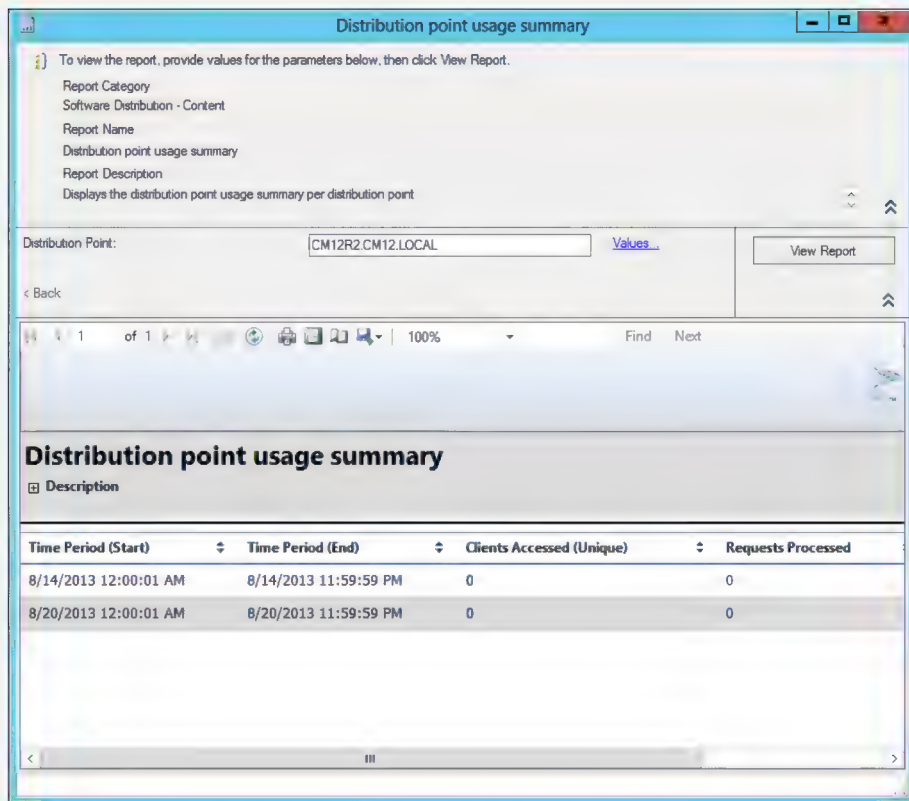 Distribution point usage summary
To view the report, provide values for the parameters below, then click View Report.
Report Category
Software Distribution - Content
Report Name
Distribution point usage summary
Report Description
Displays the distribution point usage summary per distribution point
Distribution Point: CM12R2.CM12.LOCAL Values... View Report
< Back
1 of 1 100% Find Next
Distribution point usage summary
Description
Time Period (Start) Time Period (End) Clients Accessed (Unique) Requests Processed
8/14/2013 12:00:01 AM 8/14/2013 11:59:59 PM 0 0
8/20/2013 12:00:01 AM 8/20/2013 11:59:59 PM 0 0